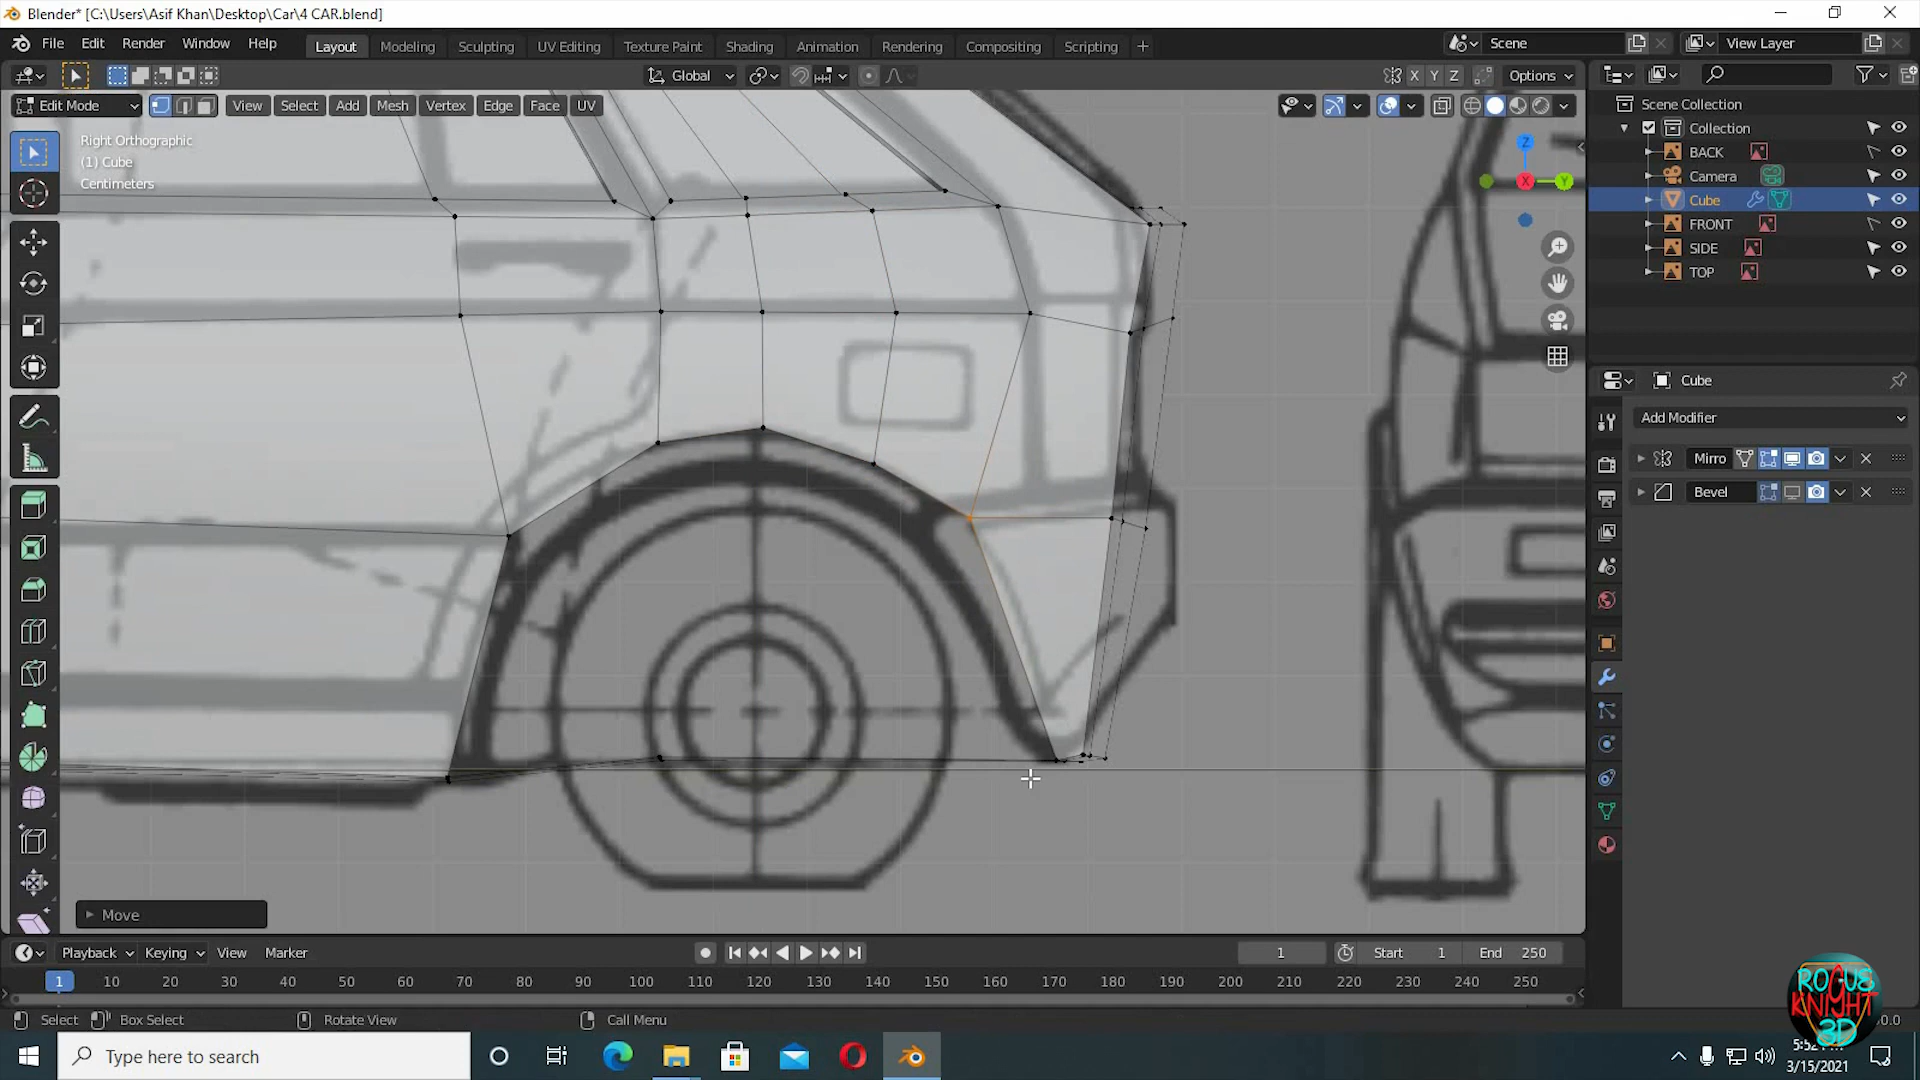 Blender* [C:\Users\Asif Khan\Desktop\Car\4 CAR.blend]
File Edit Render Window Help Layout Modeling Sculpting UV Editing Texture Paint Shading Animation Rendering Compositing Scripting + Scene View Layer
Global X Y Z Options
Edit Mode View Select Add Mesh Vertex Edge Face UV
Right Orthographic
(1) Cube
Centimeters
Z
X
Y
Scene Collection
Collection
BACK
Camera
Cube
FRONT
SIDE
TOP
Cube
Add Modifier
Mirro
Bevel
Move
Playback Keying View Marker 1 Start 1 End 250
1 10 20 30 40 50 60 70 80 90 100 110 120 130 140 150 160 170 180 190 200 210 220 230 240 250
Select Box Select Rotate View Call Menu
ROGUE
KNIGHT
3D
Type here to search
3/15/2021